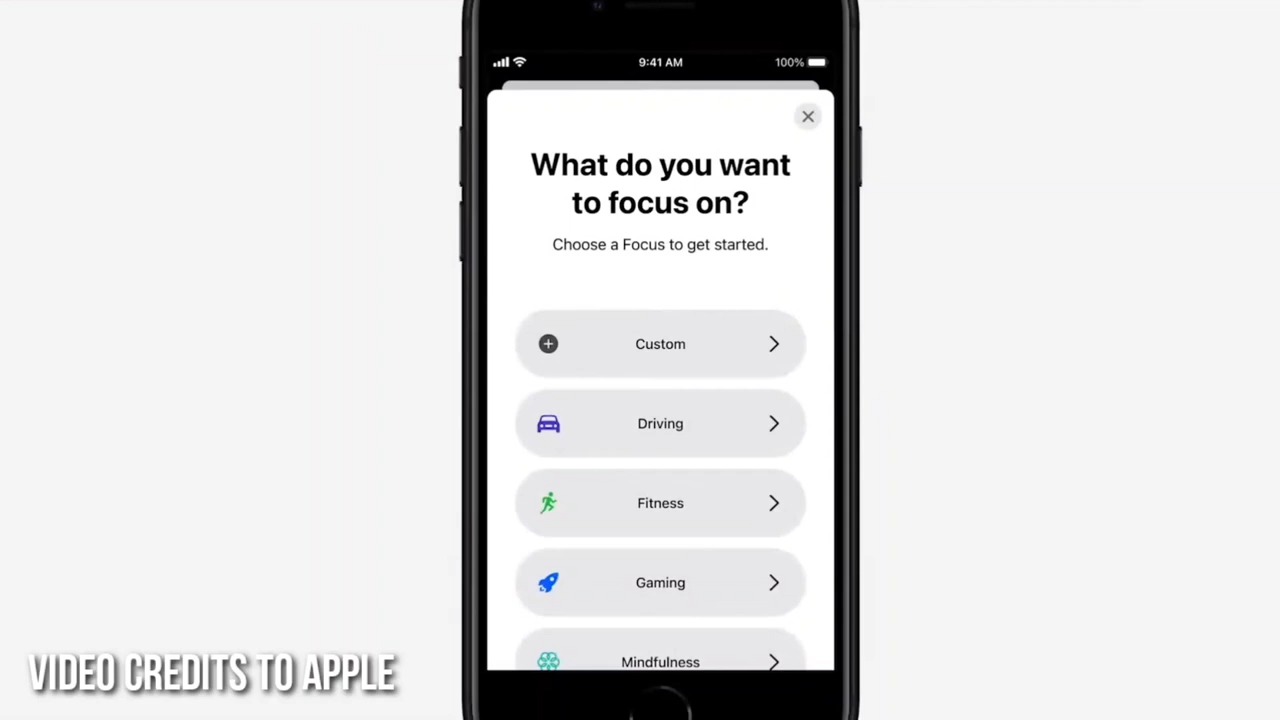 9:41 AM
100%
What do you want
to focus on?
Choose a Focus to get started.
Custom
Driving
Fitness
Gaming
Mindfulness
VIDEO CREDITS TO APPLE